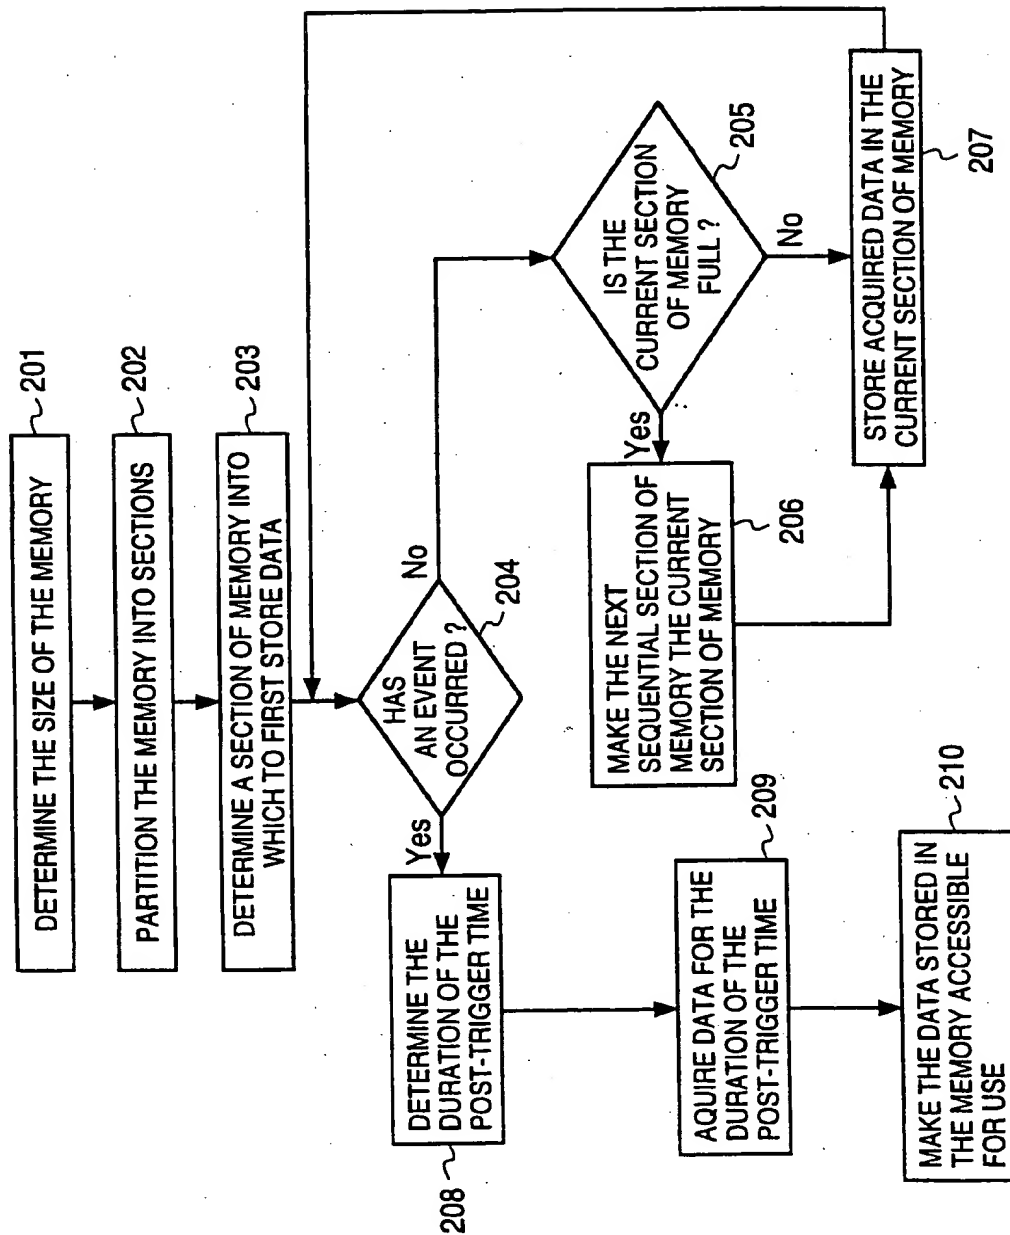 DETERMINE THE SIZE OF THE MEMORY
201
PARTITION THE MEMORY INTO SECTIONS
202
DETERMINE A SECTION OF MEMORY INTO
WHICH TO FIRST STORE DATA
203
HAS
AN EVENT
OCCURRED ?
204
Yes
No
IS THE
CURRENT SECTION
OF MEMORY
FULL ?
205
Yes
No
MAKE THE NEXT
SEQUENTIAL SECTION OF
MEMORY THE CURRENT
SECTION OF MEMORY
206
STORE ACQUIRED DATA IN THE
CURRENT SECTION OF MEMORY
207
DETERMINE THE
DURATION OF THE
POST-TRIGGER TIME
208
AQUIRE DATA FOR THE
DURATION OF THE
POST-TRIGGER TIME
209
MAKE THE DATA STORED IN
THE MEMORY ACCESSIBLE
FOR USE
210